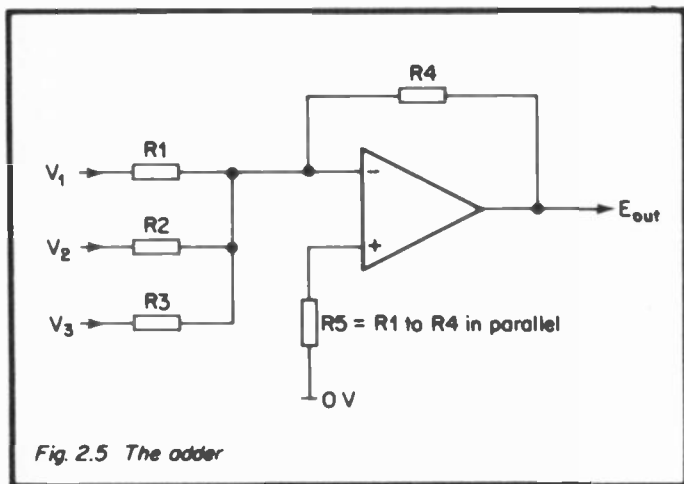 R4
R1
V₁
−
E_out
R2
V₂
+
R3
V₃
R5 = R1 to R4 in parallel
0 V
Fig. 2.5 The adder